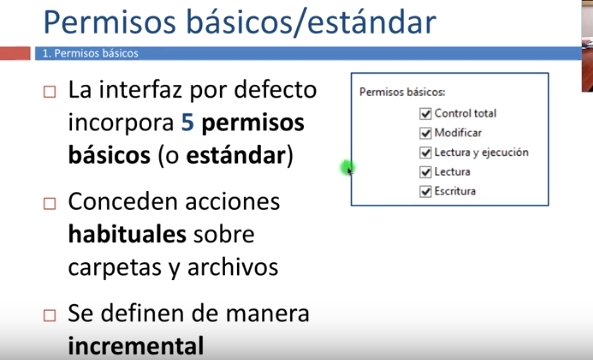 Permisos básicos/estándar
1. Permisos básicos
La interfaz por defecto
incorpora 5 permisos
básicos (o estándar)
Conceden acciones
habituales sobre
carpetas y archivos
Se definen de manera
incremental
Permisos básicos:
Control total
Modificar
Lectura y ejecución
Lectura
Escritura